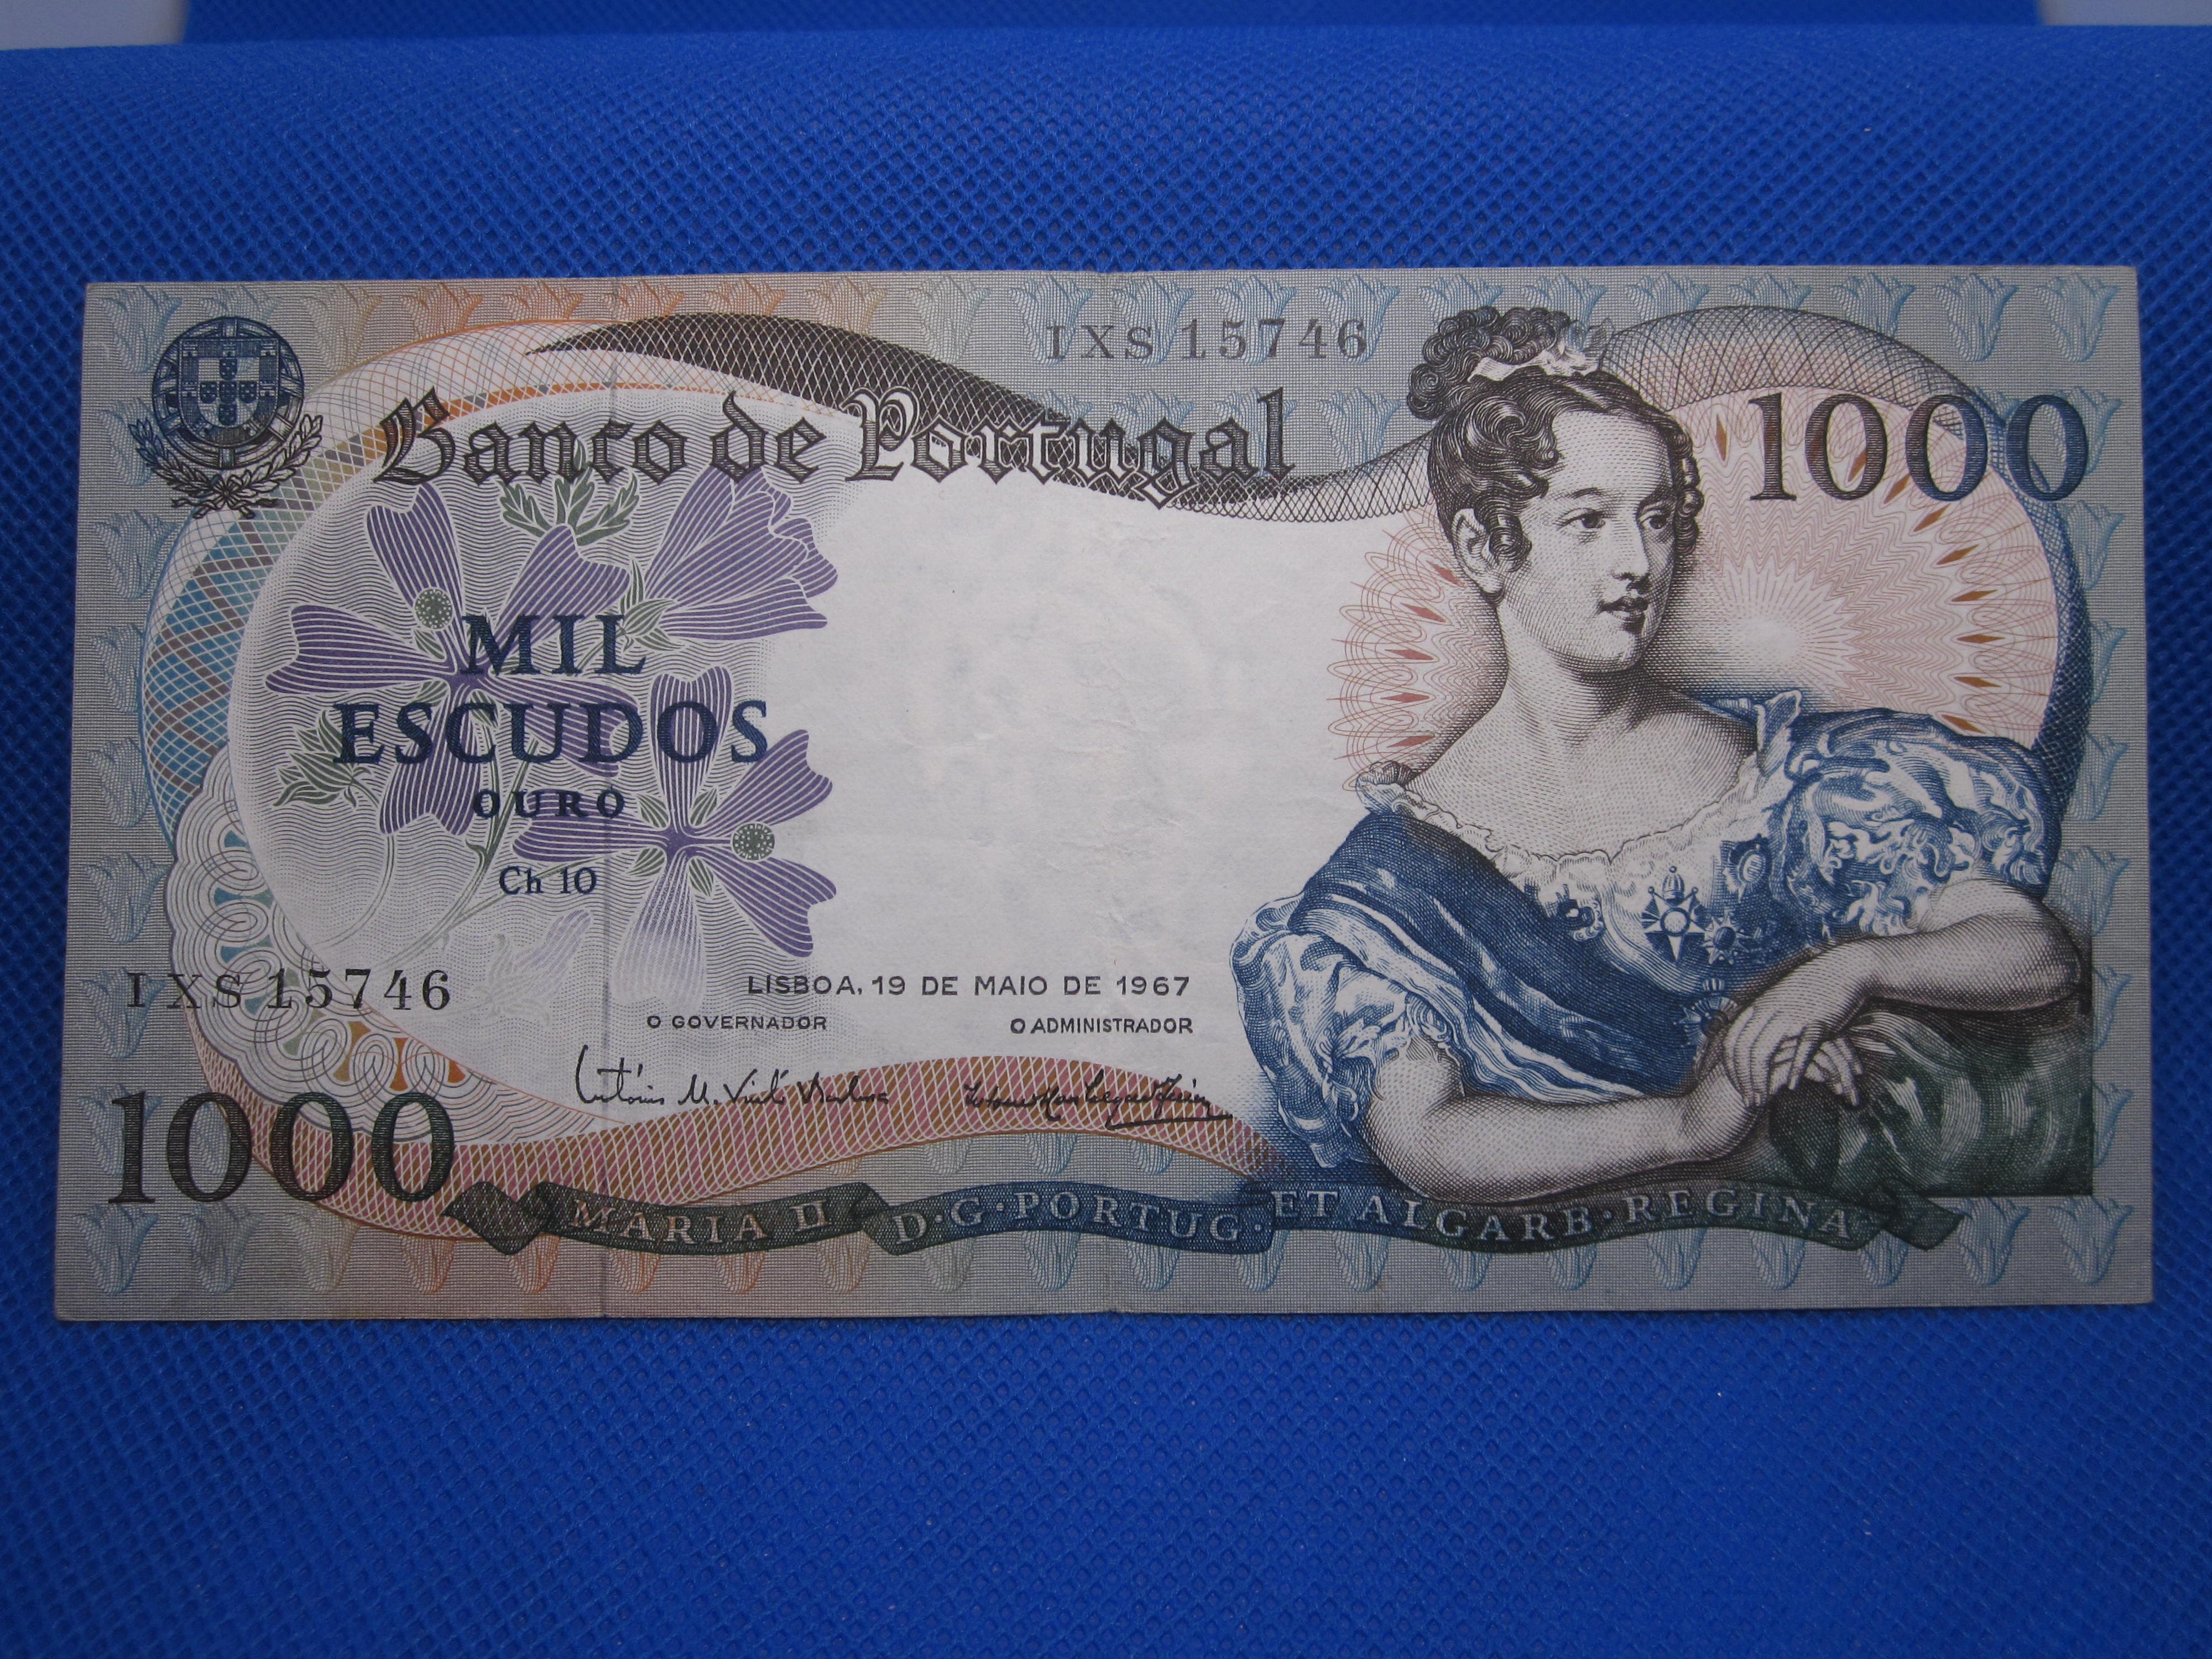 IXS 15746
Banco de Portugal
1000
MIL
ESCUDOS
OURO
Ch 10
IXS 15746
LISBOA, 19 DE MAIO DE 1967
O GOVERNADOR
O ADMINISTRADOR
1000
MARIA II D·G·PORTUG·ET ALGARB·REGINA